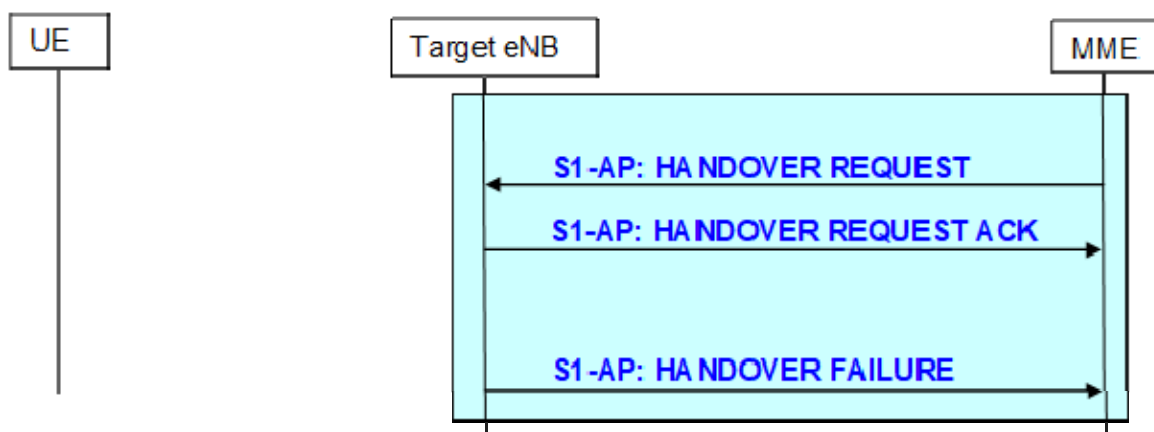 UE
Target eNB
MME
S1-AP: HANDOVER REQUEST
S1-AP: HANDOVER REQUEST ACK
S1-AP: HANDOVER FAILURE